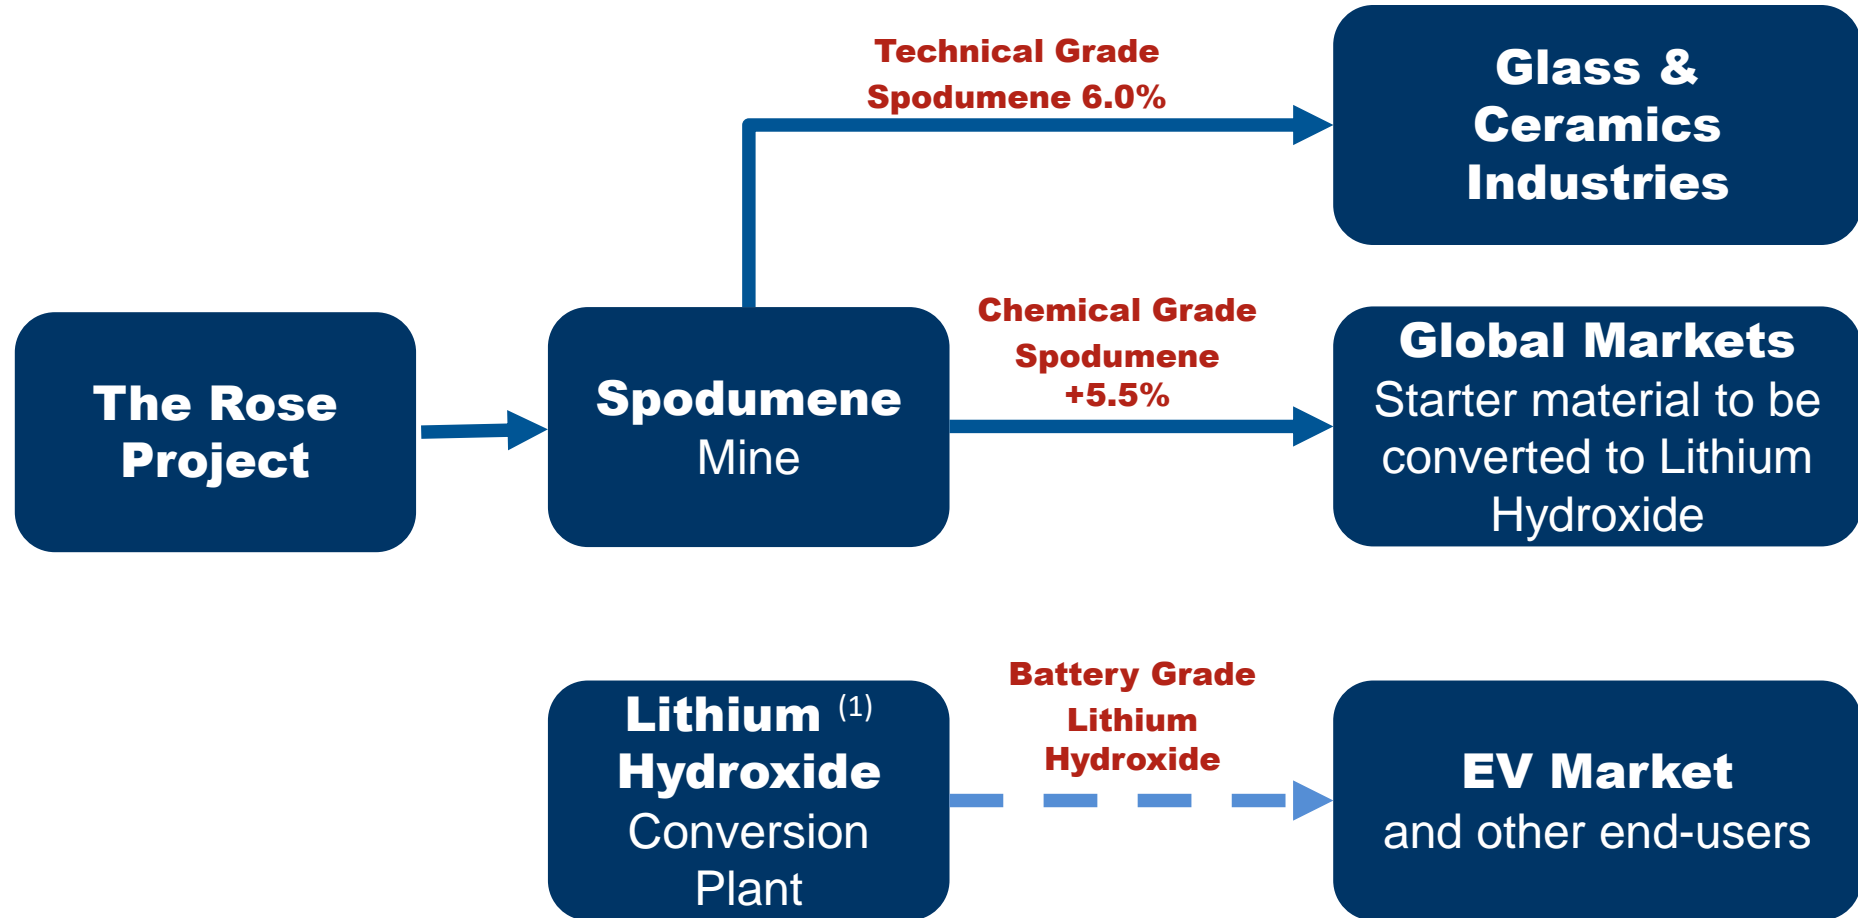 Technical Grade
Spodumene 6.0%
Glass &
Ceramics
Industries
The Rose
Project
Spodumene
Mine
Chemical Grade
Spodumene
+5.5%
Global Markets
Starter material to be
converted to Lithium
Hydroxide
Lithium (1)
Hydroxide
Conversion
Plant
Battery Grade
Lithium
Hydroxide
EV Market
and other end-users